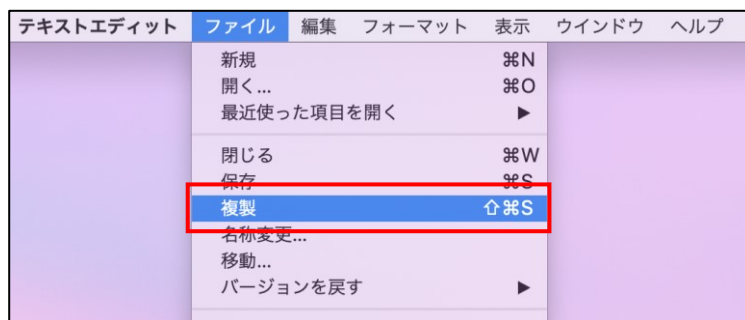 テキストエディット ファイル 編集 フォーマット 表示 ウインドウ ヘルプ
新規 ⌘N
開く... ⌘O
最近使った項目を開く ▶
閉じる ⌘W
保存 ⌘S
複製 ⇧⌘S
名称変更...
移動...
バージョンを戻す ▶